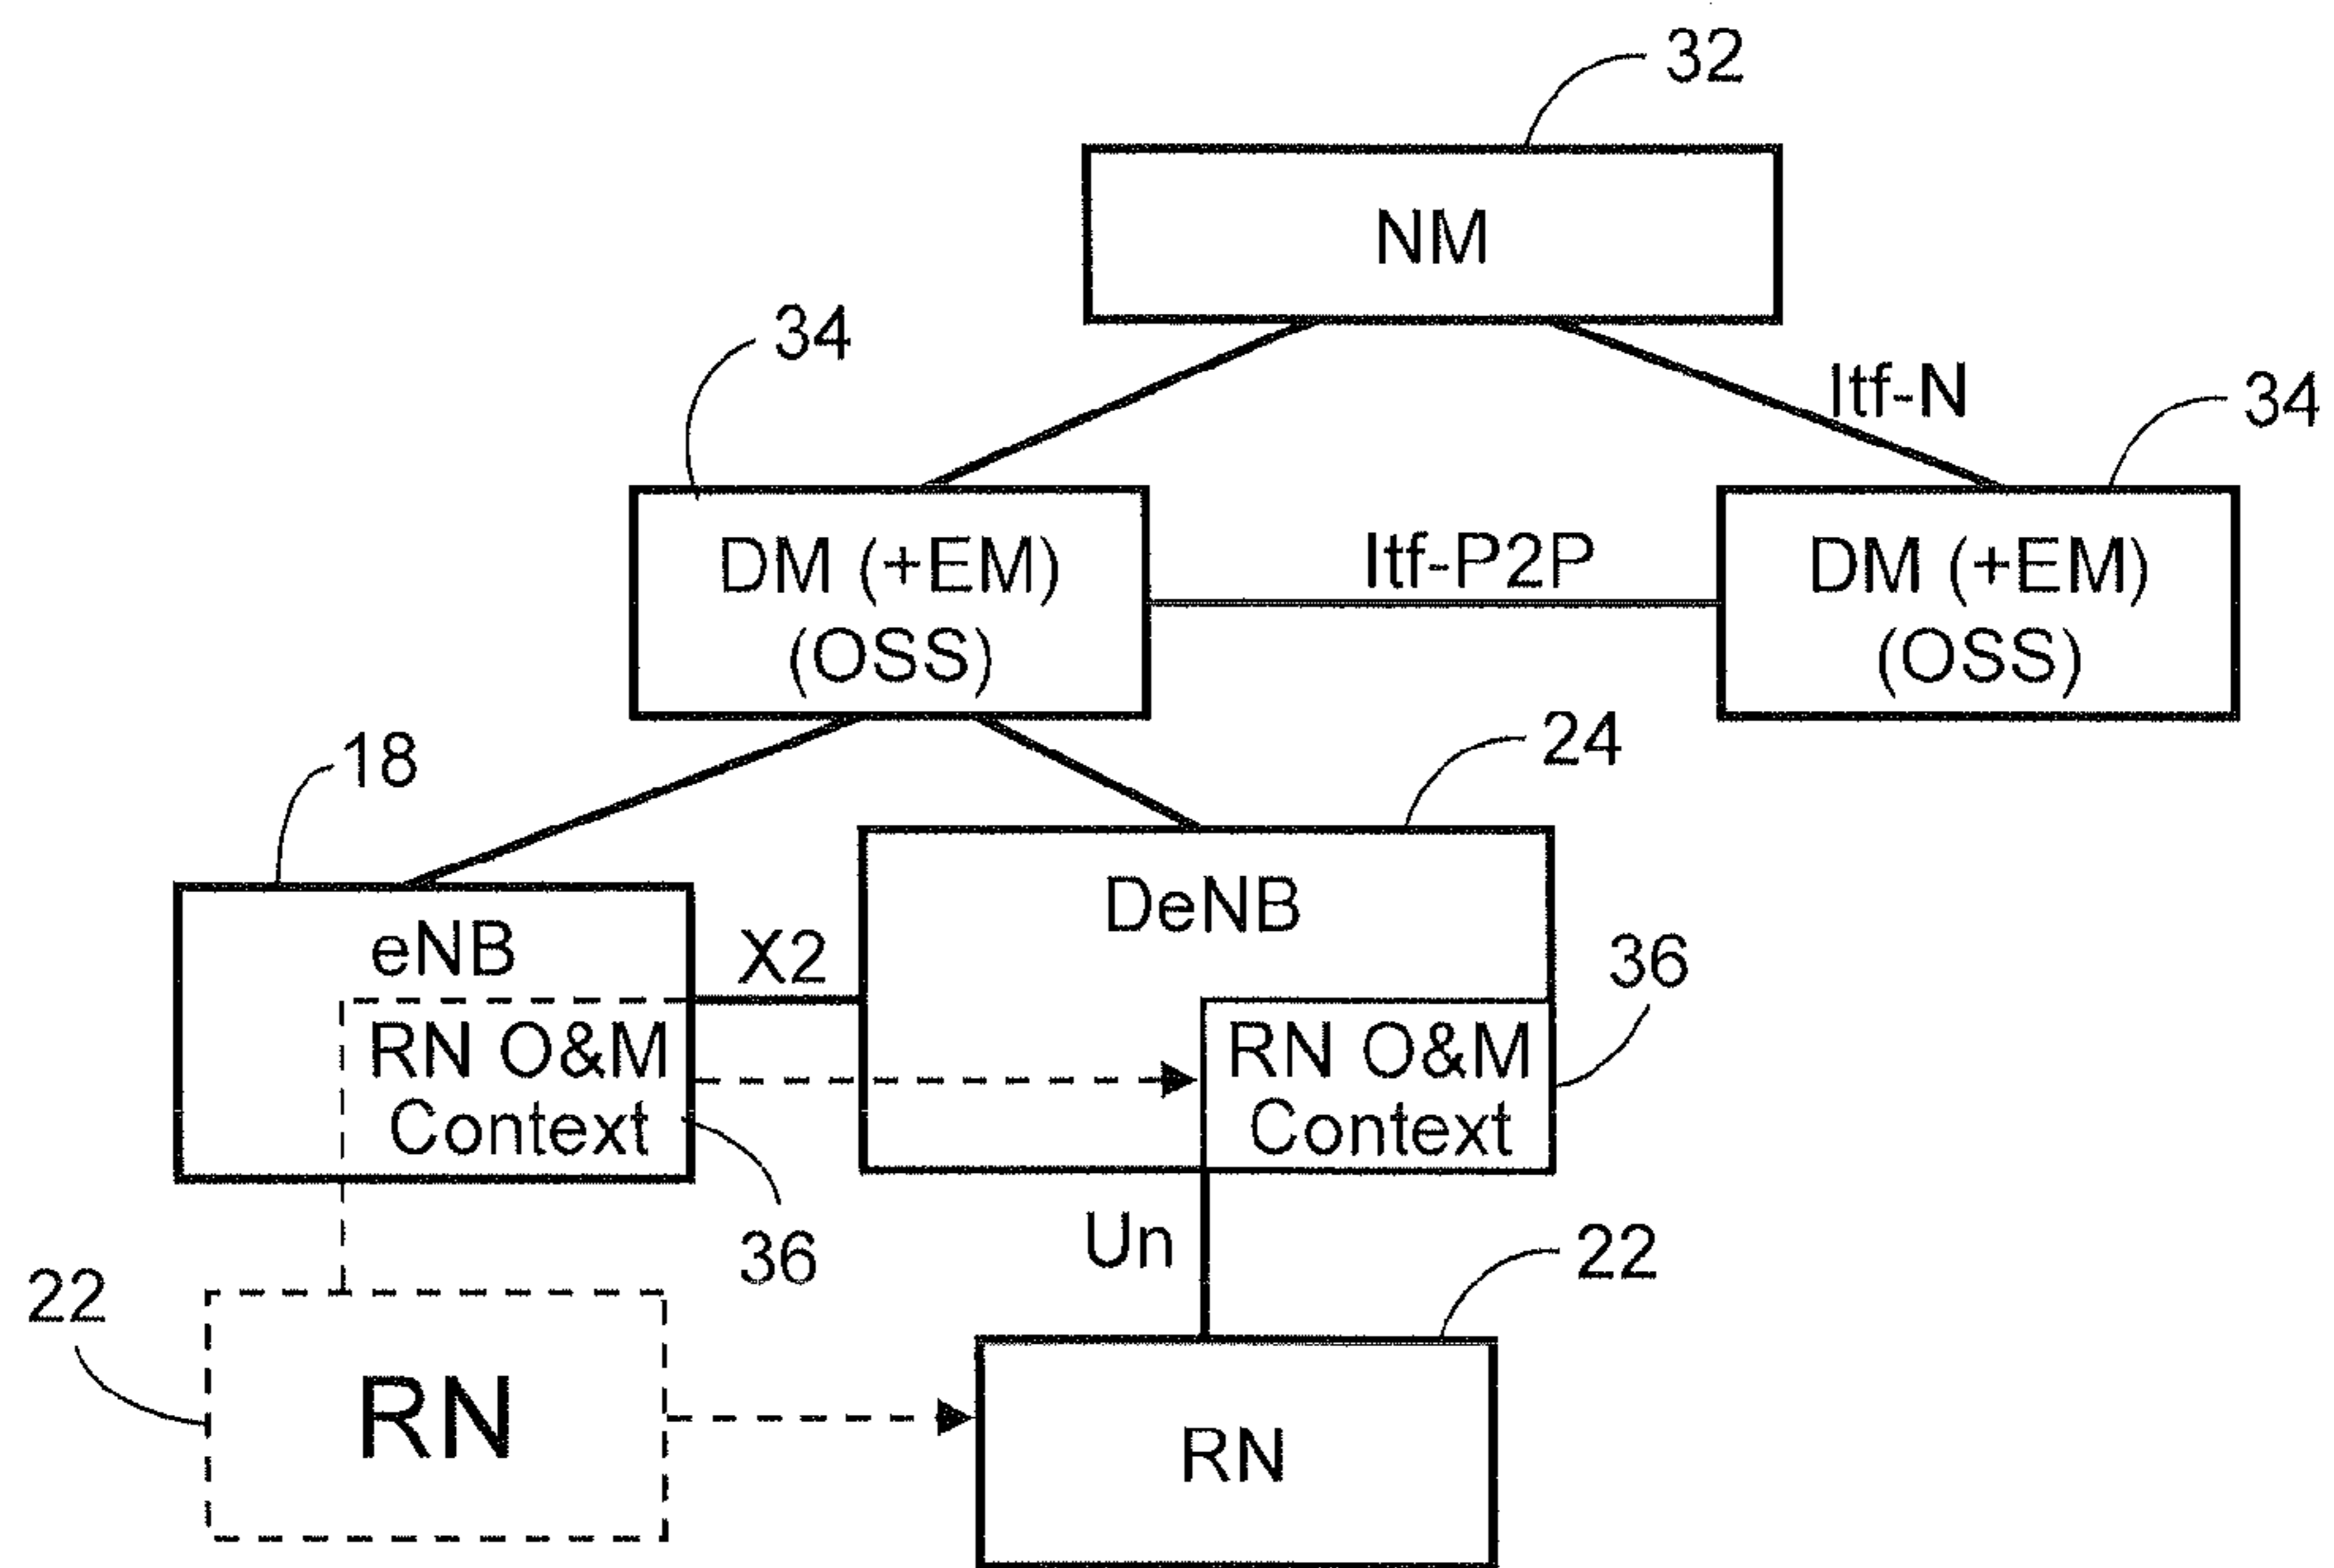 32
NM
34
Itf-N
34
DM (+EM)
(OSS)
Itf-P2P
DM (+EM)
(OSS)
18
24
eNB
X2
DeNB
36
RN O&M
Context
RN O&M
Context
36
Un
22
22
RN
RN